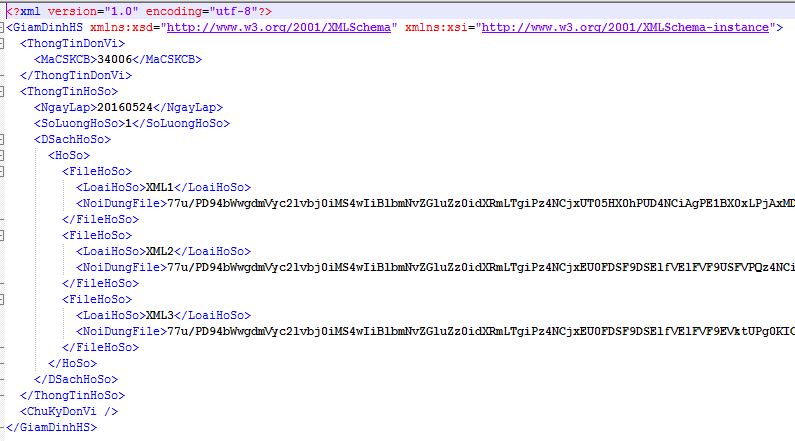 <?xml version="1.0" encoding="utf-8"?>
<GiamDinhHS xmlns:xsd="http://www.w3.org/2001/XMLSchema" xmlns:xsi="http://www.w3.org/2001/XMLSchema-instance">
<ThongTinDonVi>
<MaCSKCB>34006</MaCSKCB>
</ThongTinDonVi>
<ThongTinHoSo>
<NgayLap>20160524</NgayLap>
<SoLuongHoSo>1</SoLuongHoSo>
<DSachHoSo>
<HoSo>
<FileHoSo>
<LoaiHoSo>XML1</LoaiHoSo>
<NoiDungFile>77u/PD94bWwgdmVyc2lvbj0iMS4wIiBlbmNvZGluZz0idXRmLTgiPz4NCjxUT05HX0hPUD4NCiAgPE1BX0xLPjAxMD
</FileHoSo>
<FileHoSo>
<LoaiHoSo>XML2</LoaiHoSo>
<NoiDungFile>77u/PD94bWwgdmVyc2lvbj0iMS4wIiBlbmNvZGluZz0idXRmLTgiPz4NCjxEU0FDSF9DSElfVElFVF9USFVPQz4NCi
</FileHoSo>
<FileHoSo>
<LoaiHoSo>XML3</LoaiHoSo>
<NoiDungFile>77u/PD94bWwgdmVyc2lvbj0iMS4wIiBlbmNvZGluZz0idXRmLTgiPz4NCjxEU0FDSF9DSElfVElFVF9EVktUPg0KIC
</FileHoSo>
</HoSo>
</DSachHoSo>
</ThongTinHoSo>
<ChuKyDonVi />
</GiamDinhHS>